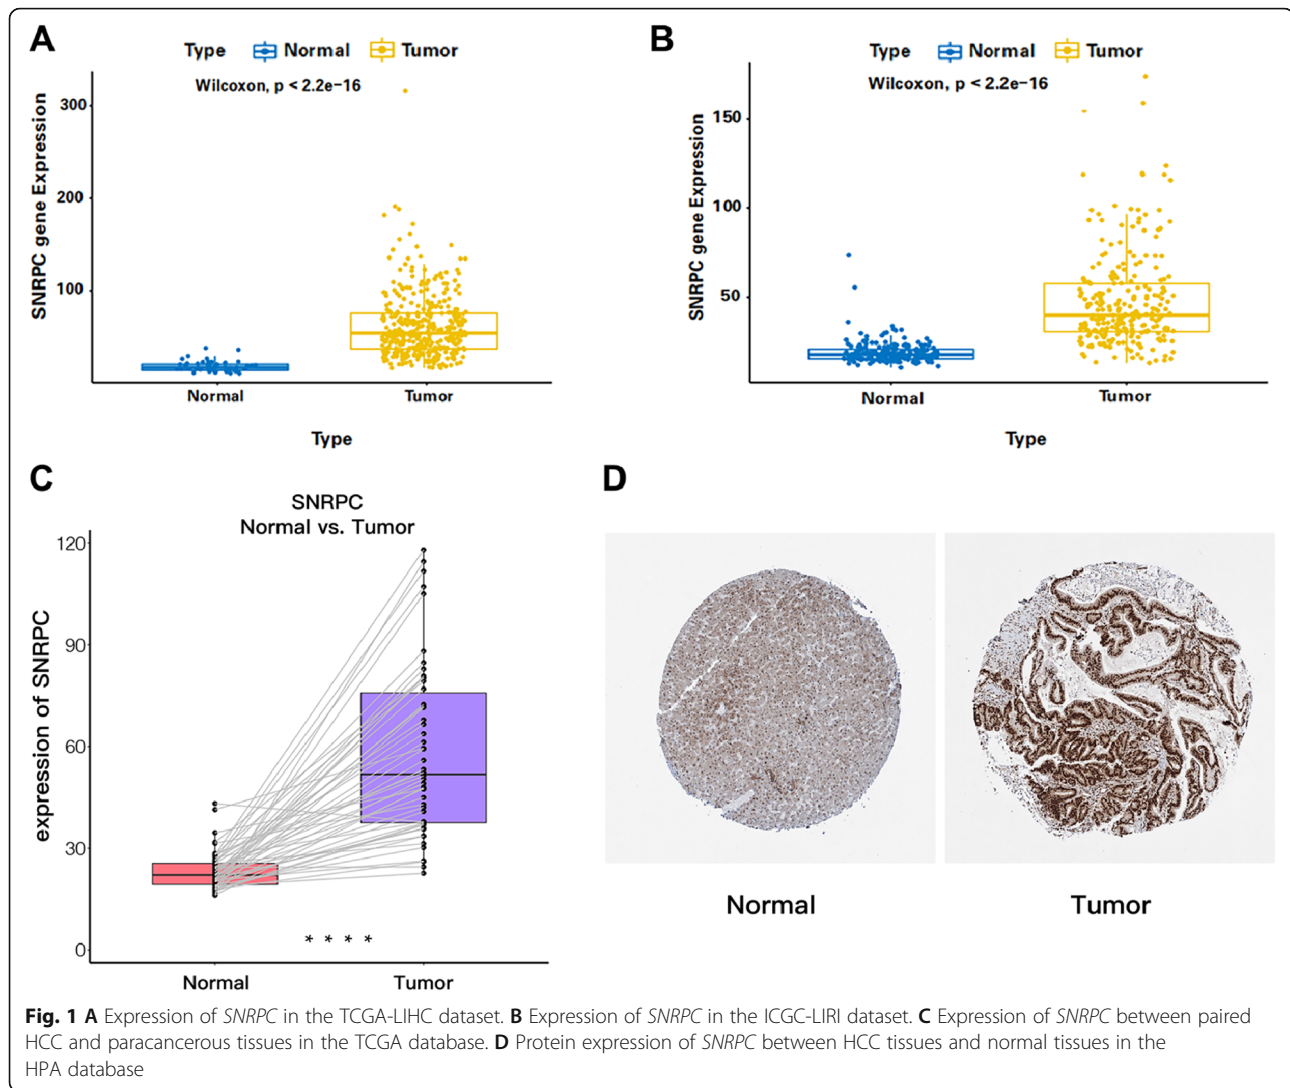 A
Type Normal Tumor
Wilcoxon, p < 2.2e−16
SNRPC gene Expression
300
200
100
Normal Tumor
Type
B
Type Normal Tumor
Wilcoxon, p < 2.2e−16
SNRPC gene Expression
150
100
50
Normal Tumor
Type
C
SNRPC
Normal vs. Tumor
expression of SNRPC
120
90
60
30
0
* * * *
Normal Tumor
D
Normal Tumor
Fig. 1 A Expression of SNRPC in the TCGA-LIHC dataset. B Expression of SNRPC in the ICGC-LIRI dataset. C Expression of SNRPC between paired
HCC and paracancerous tissues in the TCGA database. D Protein expression of SNRPC between HCC tissues and normal tissues in the
HPA database